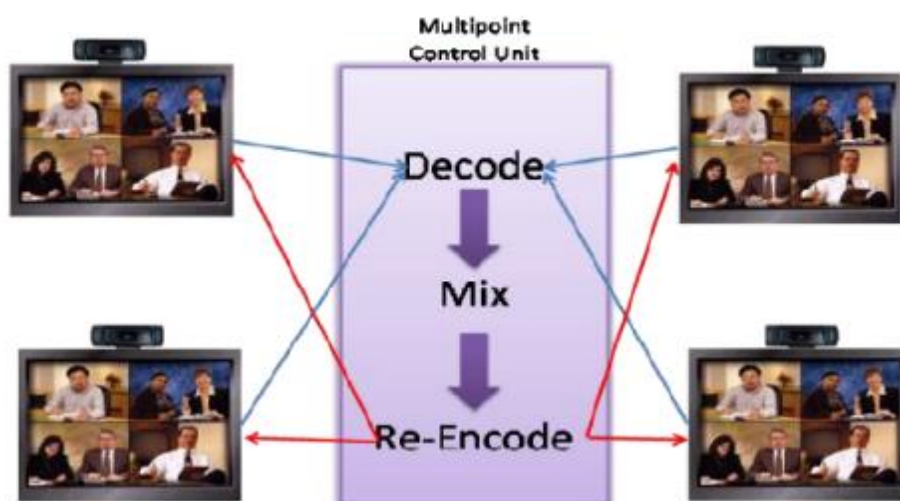 Multipoint
Control Unit
Decode
Mix
Re-Encode